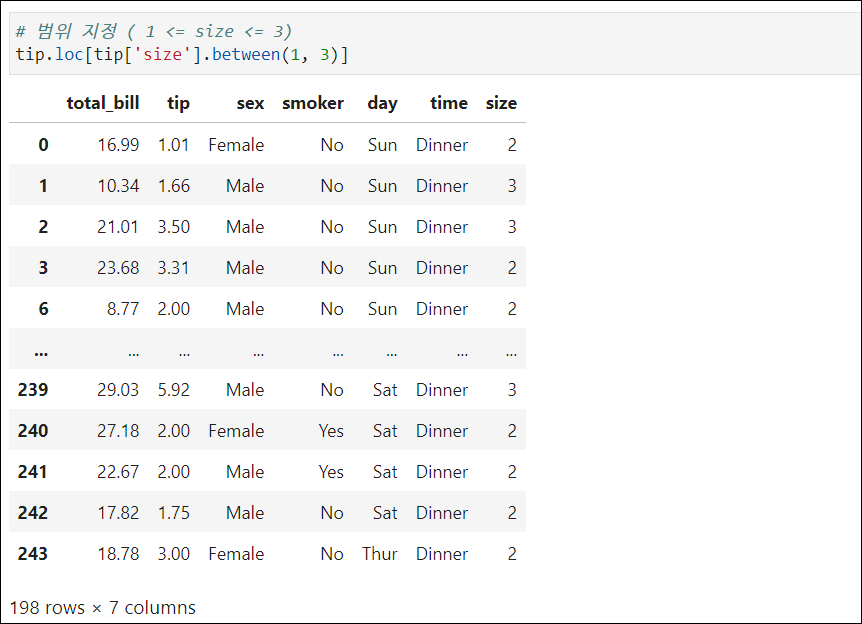 # 범위 지정 ( 1 <= size <= 3)
tip.loc[tip['size'].between(1, 3)]
total_bill tip sex smoker day time size
0 16.99 1.01 Female No Sun Dinner 2
1 10.34 1.66 Male No Sun Dinner 3
2 21.01 3.50 Male No Sun Dinner 3
3 23.68 3.31 Male No Sun Dinner 2
6 8.77 2.00 Male No Sun Dinner 2
... ... ... ... ... ... ... ...
239 29.03 5.92 Male No Sat Dinner 3
240 27.18 2.00 Female Yes Sat Dinner 2
241 22.67 2.00 Male Yes Sat Dinner 2
242 17.82 1.75 Male No Sat Dinner 2
243 18.78 3.00 Female No Thur Dinner 2
198 rows × 7 columns